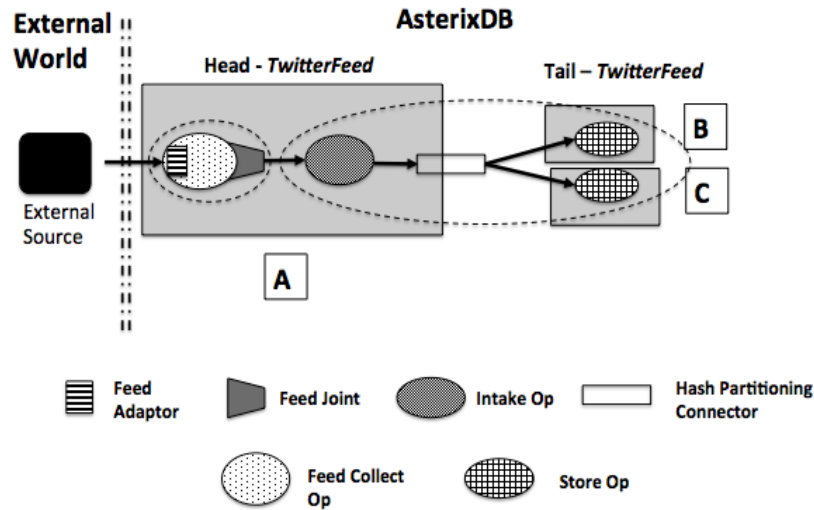 External
World
AsterixDB
Head - TwitterFeed
Tail – TwitterFeed
B
C
External
Source
A
Feed
Adaptor
Feed Joint
Intake Op
Hash Partitioning
Connector
Feed Collect
Op
Store Op